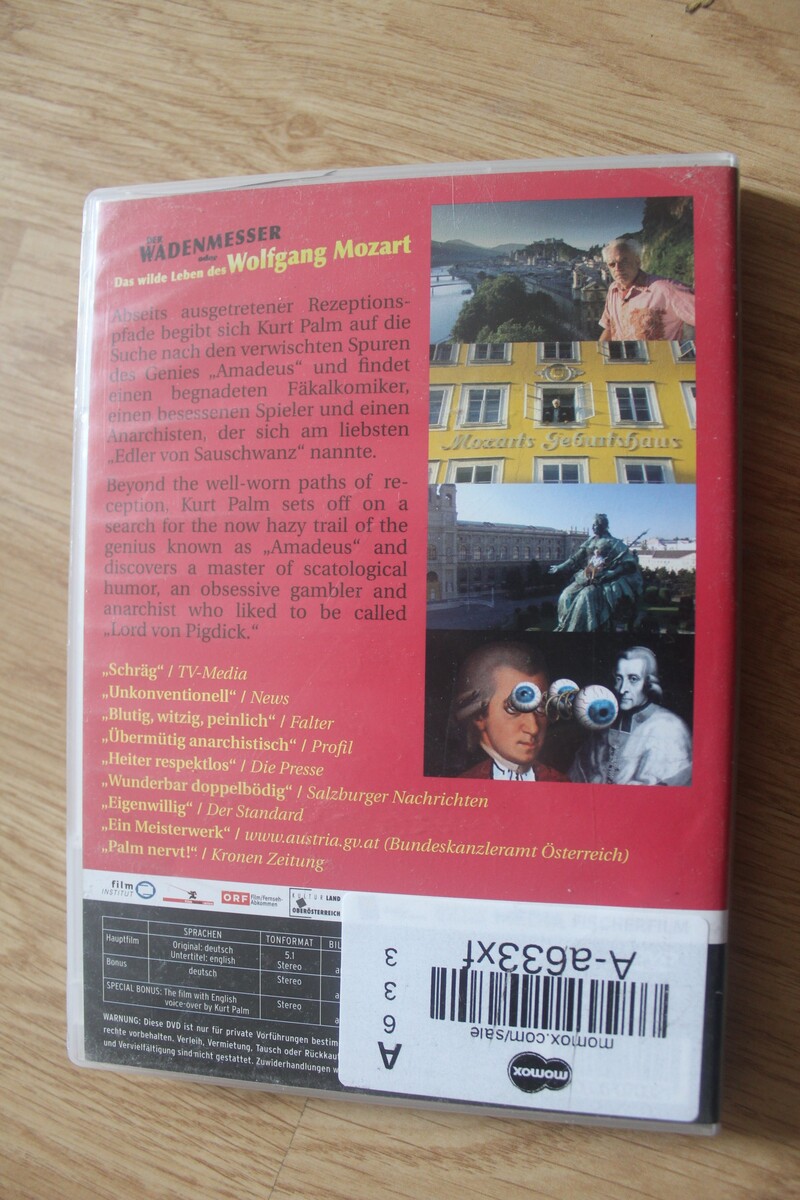 DER
WADENMESSER
oder
Das wilde Leben des Wolfgang Mozart
Abseits ausgetretener Rezeptions-
pfade begibt sich Kurt Palm auf die
Suche nach den verwischten Spuren
des Genies „Amadeus“ und findet
einen begnadeten Fäkalkomiker,
einen besessenen Spieler und einen
Anarchisten, der sich am liebsten
„Edler von Sauschwanz“ nannte.
Beyond the well-worn paths of re-
ception, Kurt Palm sets off on a
search for the now hazy trail of the
genius known as „Amadeus“ and
discovers a master of scatological
humor, an obsessive gambler and
anarchist who liked to be called
„Lord von Pigdick.“
Mozarts Geburtshaus
„Schräg“ / TV-Media
„Unkonventionell“ / News
„Blutig, witzig, peinlich“ / Falter
„Übermütig anarchistisch“ / Profil
„Heiter respektlos“ / Die Presse
„Wunderbar doppelbödig“ / Salzburger Nachrichten
„Eigenwillig“ / Der Standard
„Ein Meisterwerk“ / www.austria.gv.at (Bundeskanzleramt Österreich)
„Palm nervt!“ / Kronen Zeitung
film
INSTITUT
ORF Film/Fernseh-
Abkommen
KULTUR LAND
OBERÖSTERREICH
SPRACHEN TONFORMAT BIL
Hauptfilm Original: deutsch 5.1
Untertitel: english Stereo
Bonus deutsch Stereo
SPECIAL BONUS: The film with English
voice-over by Kurt Palm Stereo
WARNUNG: Diese DVD ist nur für private Vorführungen bestim
rechte vorbehalten. Verleih, Vermietung, Tausch oder Rückkau
und Vervielfältigung sind nicht gestattet. Zuwiderhandlungen w
momox
momox.com/sale
A-a633xf
A 6 3 3